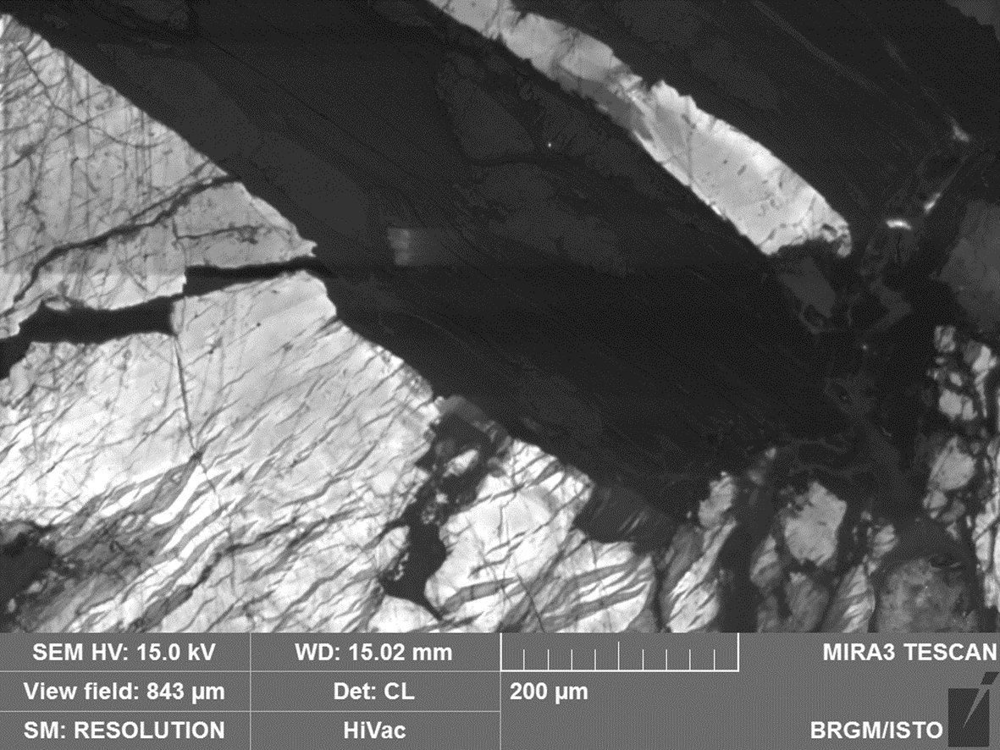 SEM HV: 15.0 kV
WD: 15.02 mm
MIRA3 TESCAN
View field: 843 µm
Det: CL
200 µm
SM: RESOLUTION
HiVac
BRGM/ISTO